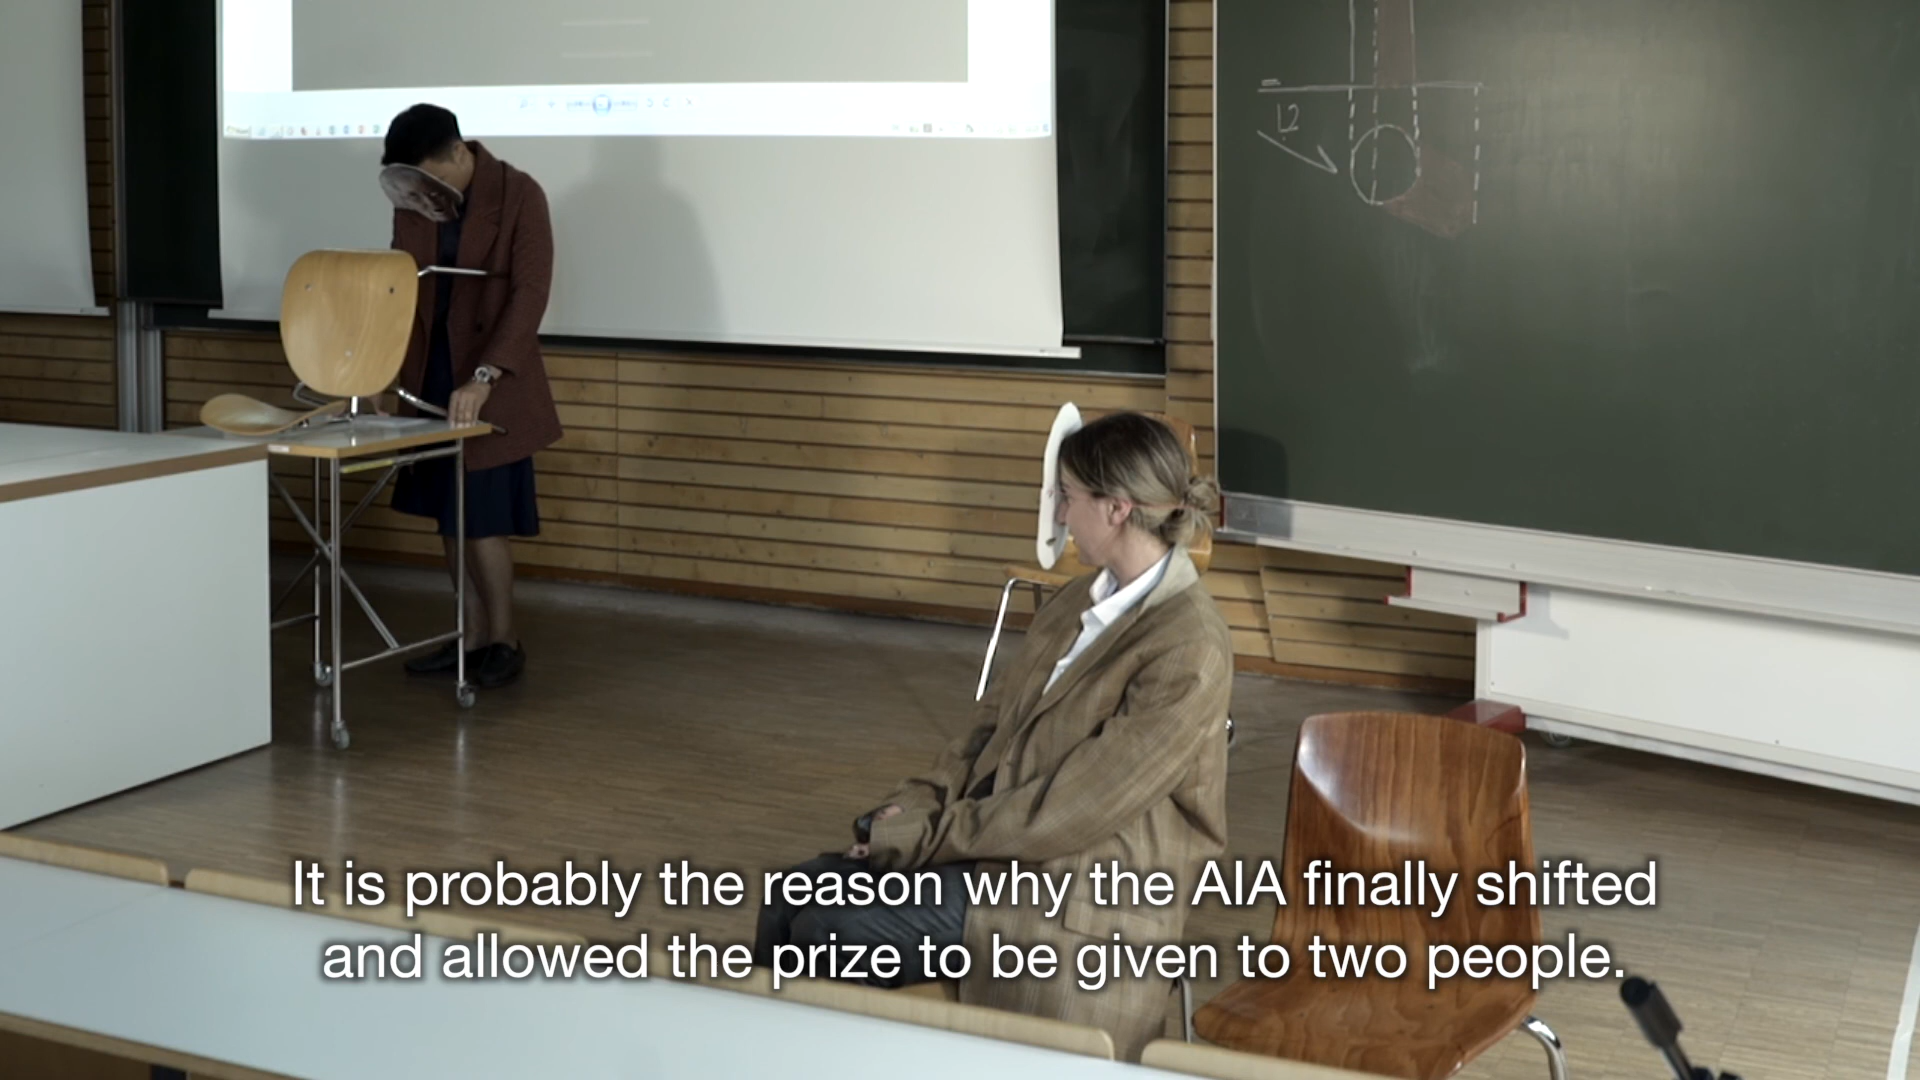 12
It is probably the reason why the AIA finally shifted
and allowed the prize to be given to two people.